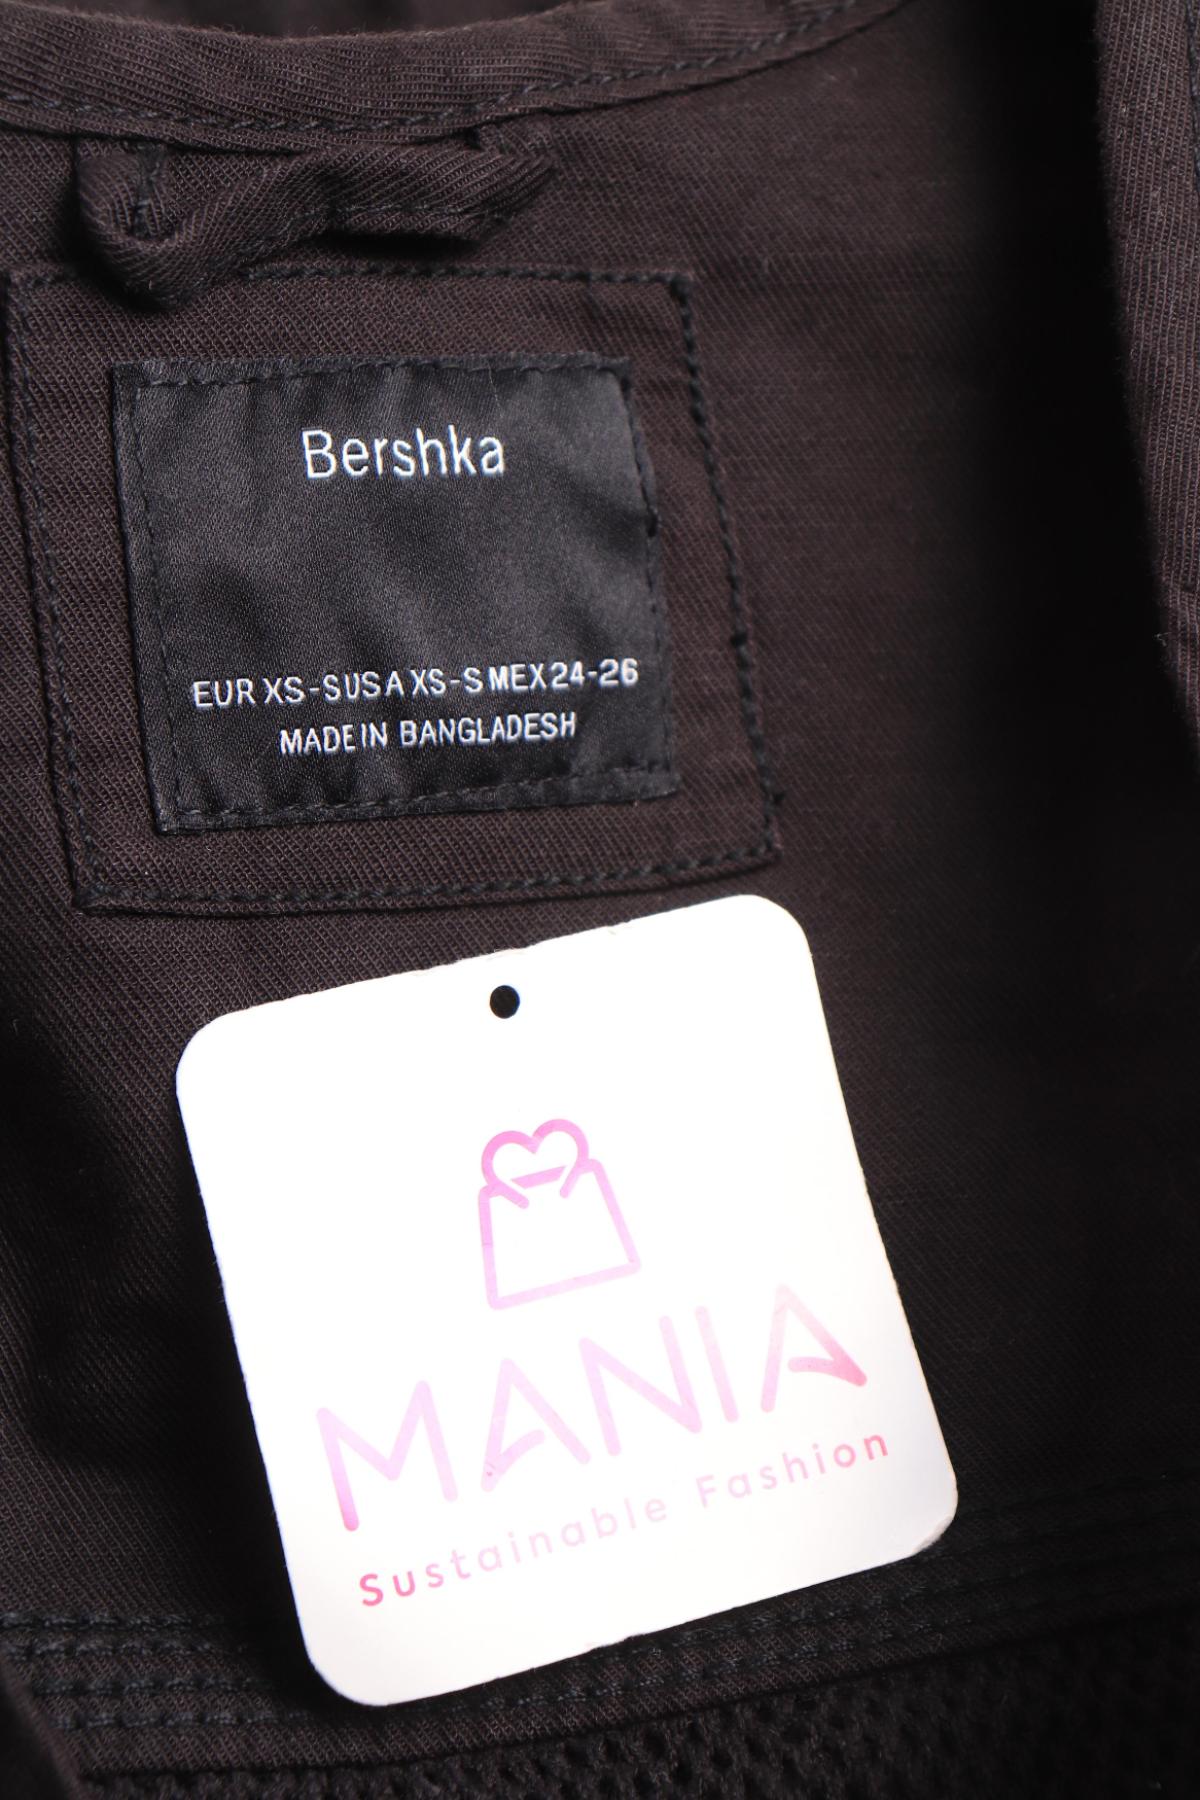 Bershka
EUR XS-S USA XS-S MEX 24-26
MADE IN BANGLADESH
MANIA
Sustainable Fashion